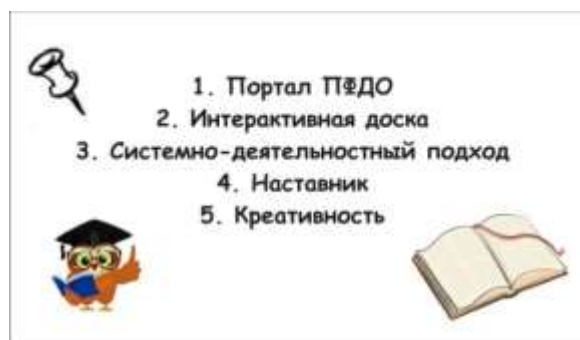 1. Портал ПФДО
2. Интерактивная доска
3. Системно-деятельностный подход
4. Наставник
5. Креативность